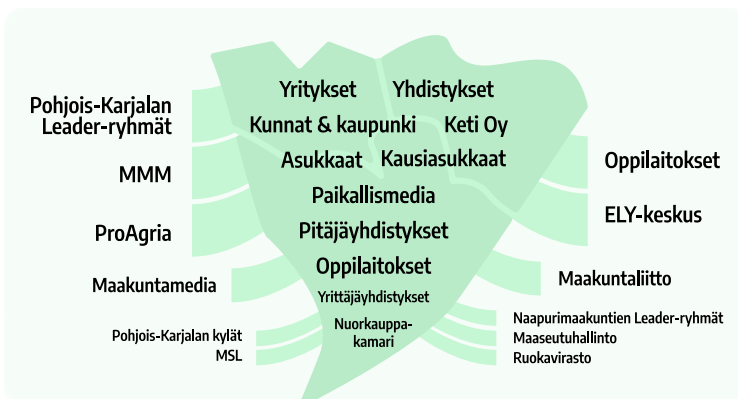 Pohjois-Karjalan
Leader-ryhmät
MMM
ProAgria
Maakuntamedia
Pohjois-Karjalan kylät
MSL
Yritykset
Yhdistykset
Kunnat & kaupunki
Keti Oy
Asukkaat
Kausiasukkaat
Paikallismedia
Pitäjäyhdistykset
Oppilaitokset
Yrittäjäyhdistykset
Nuorkauppa-
kamari
Oppilaitokset
ELY-keskus
Maakuntaliitto
Naapurimaakuntien Leader-ryhmät
Maaseutuhallinto
Ruokavirasto